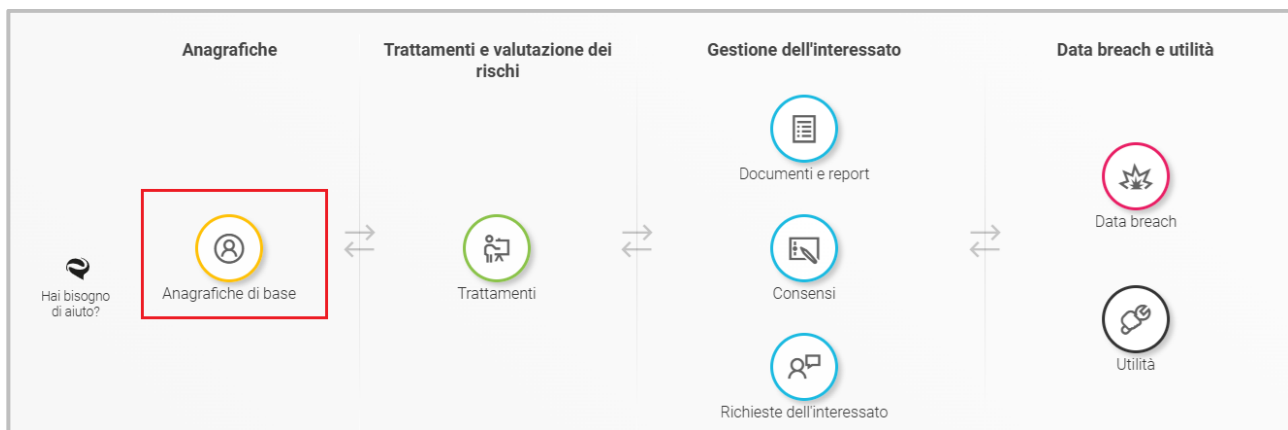 Anagrafiche
Trattamenti e valutazione dei
rischi
Gestione dell'interessato
Data breach e utilità
Hai bisogno
di aiuto?
Anagrafiche di base
Trattamenti
Documenti e report
Consensi
Richieste dell'interessato
Data breach
Utilità